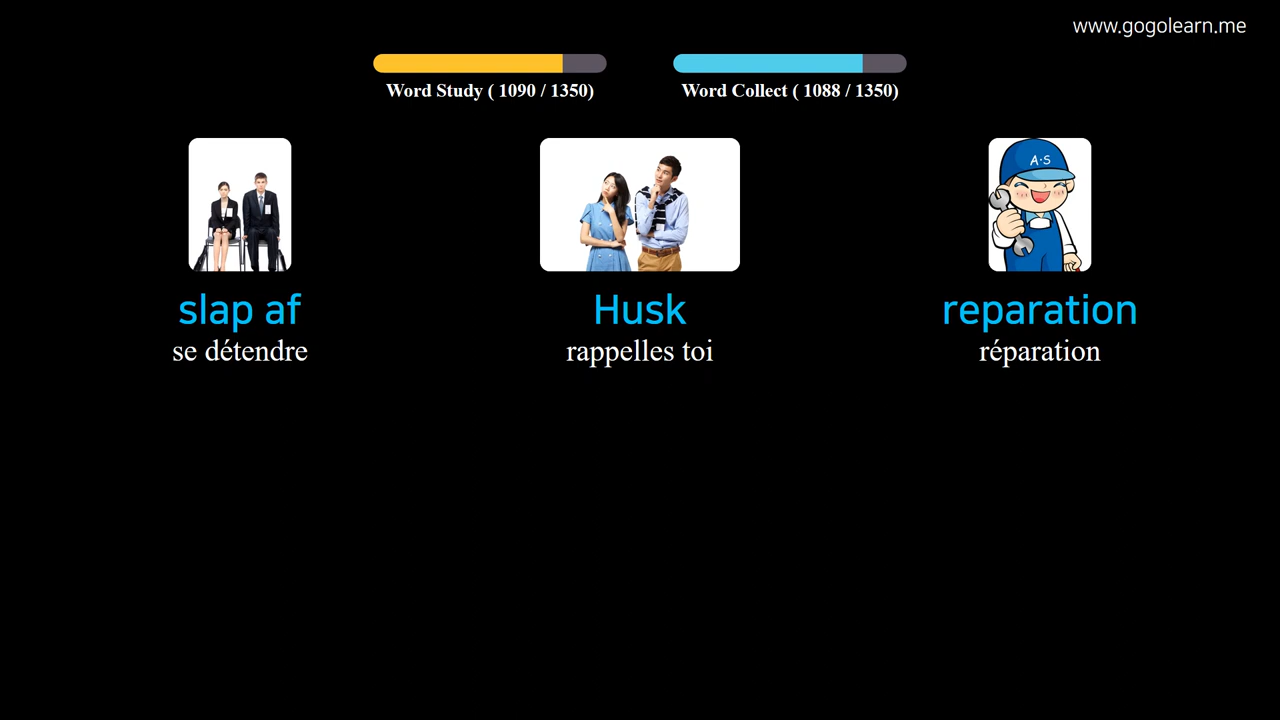 www.gogolearn.me
Word Study ( 1090 / 1350)
Word Collect ( 1088 / 1350)
A·S
slap af
Husk
reparation
se détendre
rappelles toi
réparation